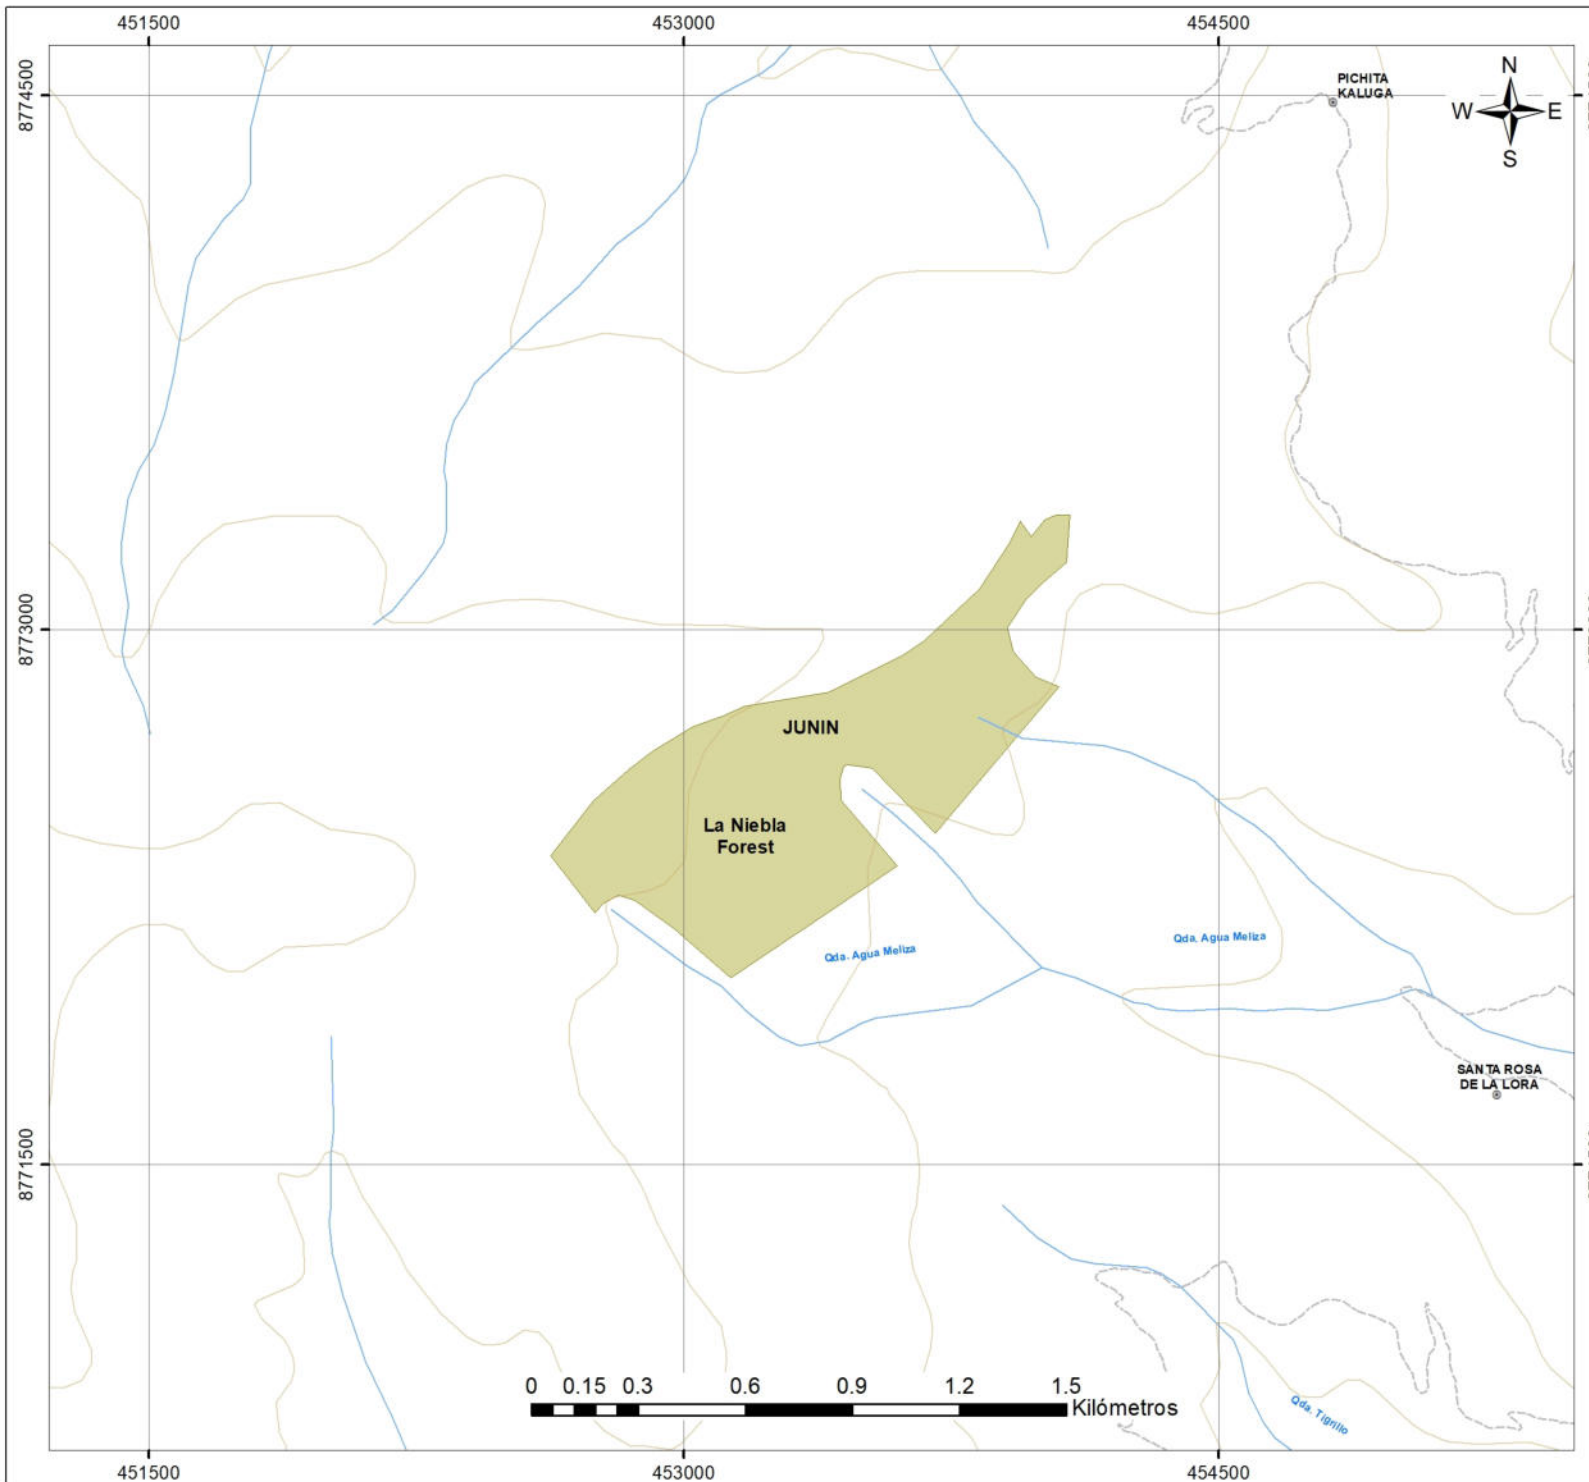 451500 453000 454500
8774500
PICHITA
KALUGA
N
W E
S
8773000
JUNIN
La Niebla
Forest
Qda. Agua Meliza
Qda. Agua Meliza
SANTA ROSA
DE LA LORA
8771500
0 0.15 0.3 0.6 0.9 1.2 1.5
Kilómetros
Qda. Tigrillo
451500 453000 454500